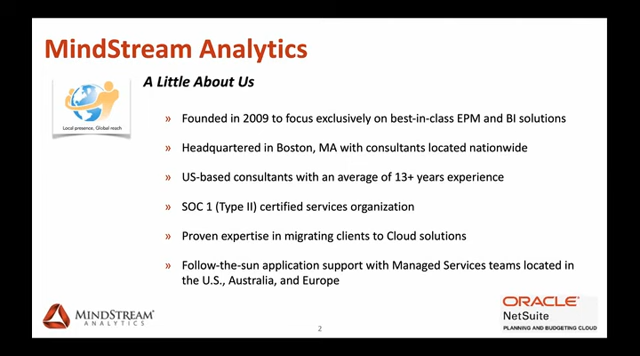 MindStream Analytics
A Little About Us
Local presence, Global reach
» Founded in 2009 to focus exclusively on best-in-class EPM and BI solutions
» Headquartered in Boston, MA with consultants located nationwide
» US-based consultants with an average of 13+ years experience
» SOC 1 (Type II) certified services organization
» Proven expertise in migrating clients to Cloud solutions
» Follow-the-sun application support with Managed Services teams located in
the U.S., Australia, and Europe
MINDSTREAM
ANALYTICS
2
ORACLE
NetSuite
PLANNING AND BUDGETING CLOUD